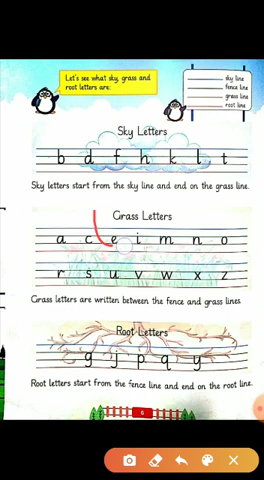 Let's see what sky, grass and
root letters are:
sky line
fence line
grass line
root line
Sky Letters
b d f h k l t
Sky letters start from the sky line and end on the grass line.
Grass Letters
a c e i m n o
r s u v w x z
Grass letters are written between the fence and grass lines.
Root Letters
g j p q y
Root letters start from the fence line and end on the root line.
6